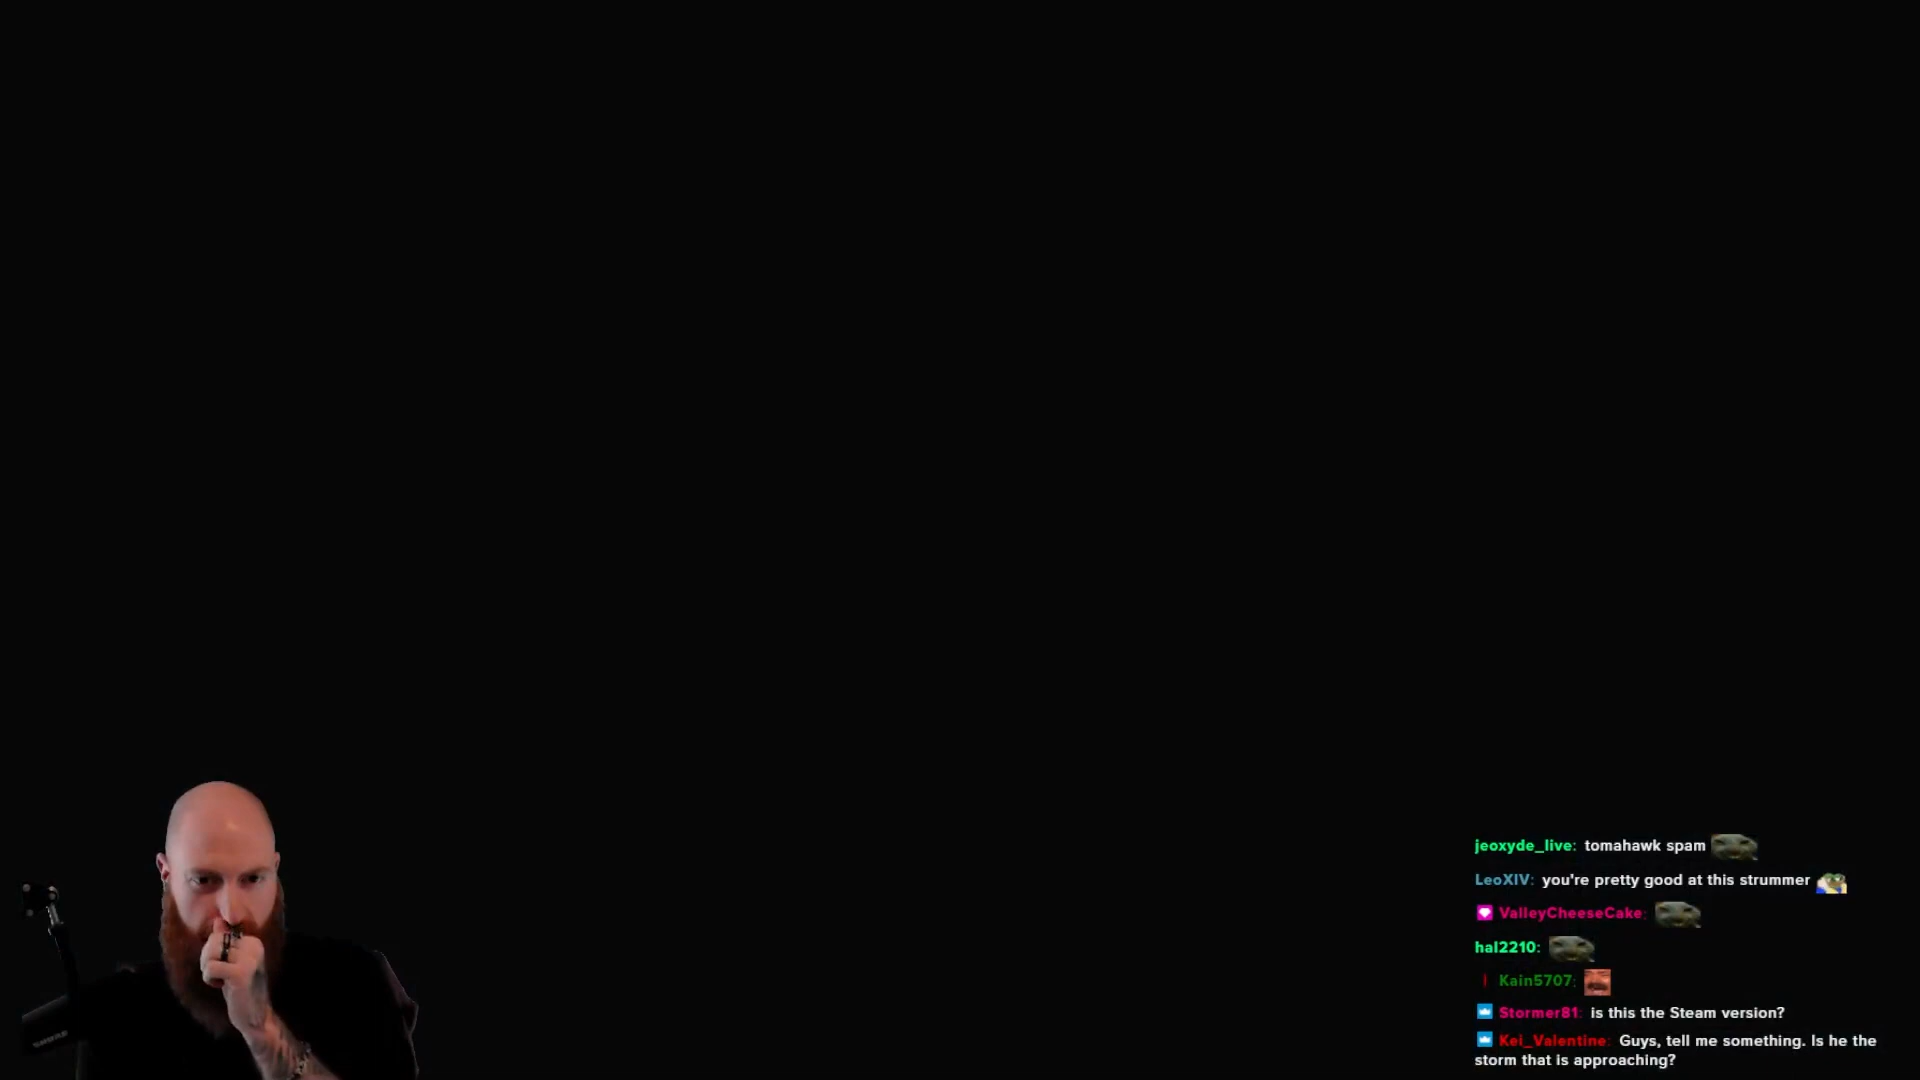 jeoxyde_live: tomahawk spam
LeoXIV: you're pretty good at this strummer
ValleyCheeseCake:
hal2210:
Kain5707:
Stormer81: is this the Steam version?
Kei_Valentine: Guys, tell me something. Is he the
storm that is approaching?
SHURE